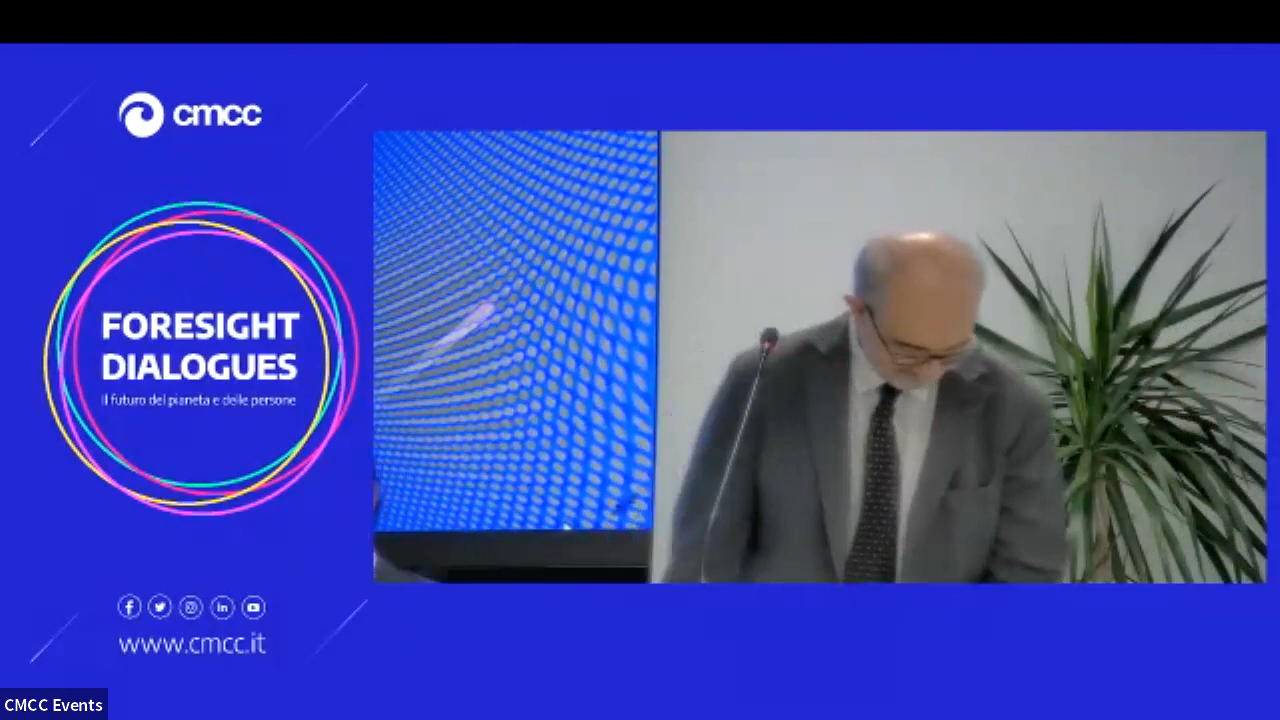 cmcc
FORESIGHT
DIALOGUES
Il futuro del pianeta e delle persone
www.cmcc.it
CMCC Events